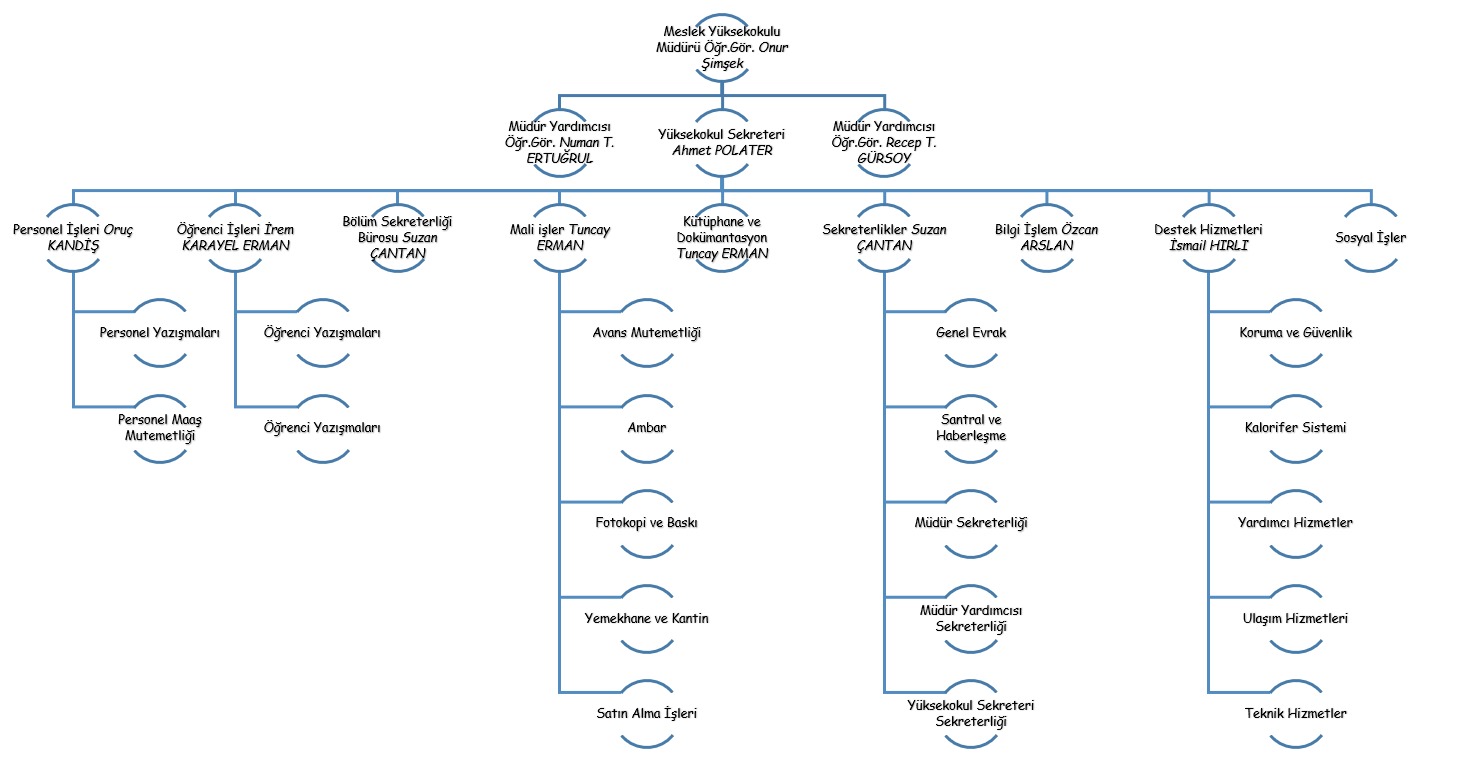 Meslek Yüksekokulu
Müdürü Öğr.Gör. Onur
Şimşek
Müdür Yardımcısı
Öğr.Gör. Numan T.
ERTUĞRUL
Yüksekokul Sekreteri
Ahmet POLATER
Müdür Yardımcısı
Öğr.Gör. Recep T.
GÜRSOY
Personel İşleri Oruç
KANDİŞ
Öğrenci İşleri İrem
KARAYEL ERMAN
Bölüm Sekreterliği
Bürosu Suzan
ÇANTAN
Mali işler Tuncay
ERMAN
Kütüphane ve
Dokümantasyon
Tuncay ERMAN
Sekreterlikler Suzan
ÇANTAN
Bilgi İşlem Özcan
ARSLAN
Destek Hizmetleri
İsmail HIRLI
Sosyal İşler
Personel Yazışmaları
Personel Maaş
Mutemetliği
Öğrenci Yazışmaları
Öğrenci Yazışmaları
Avans Mutemetliği
Ambar
Fotokopi ve Baskı
Yemekhane ve Kantin
Satın Alma İşleri
Genel Evrak
Santral ve
Haberleşme
Müdür Sekreterliği
Müdür Yardımcısı
Sekreterliği
Yüksekokul Sekreteri
Sekreterliği
Koruma ve Güvenlik
Kalorifer Sistemi
Yardımcı Hizmetler
Ulaşım Hizmetleri
Teknik Hizmetler